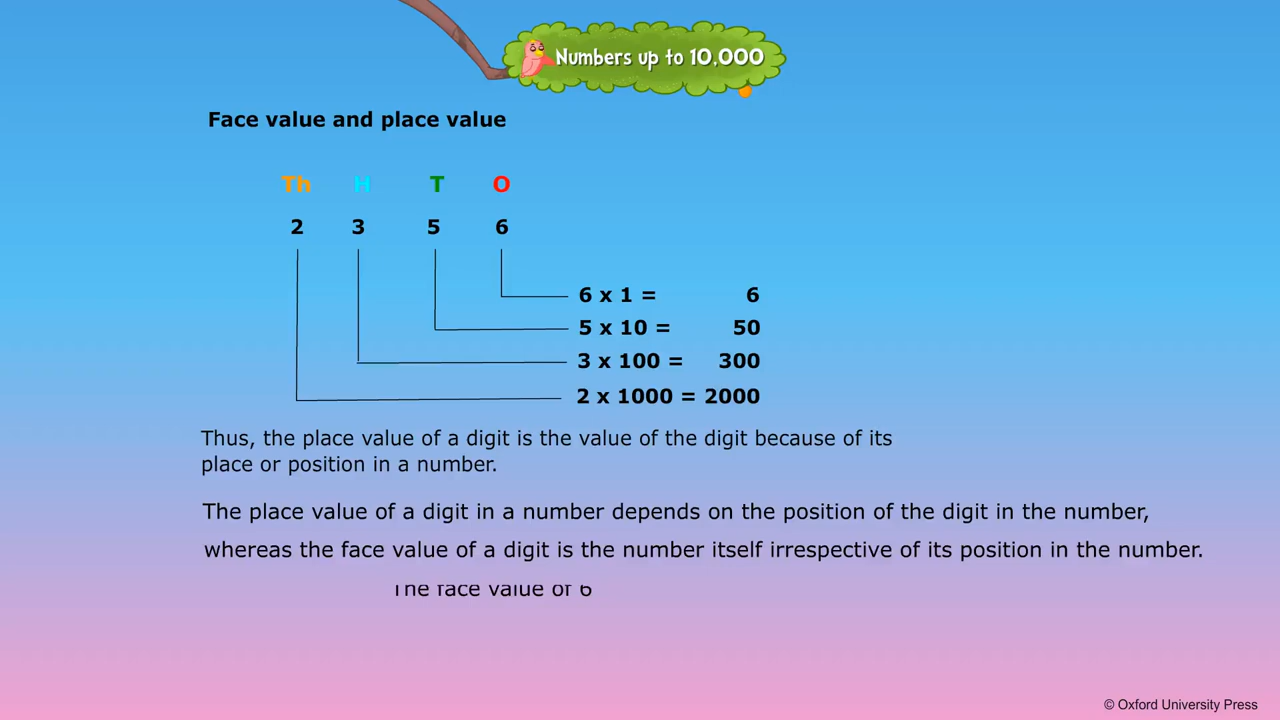 Numbers up to 10,000
Face value and place value
Th H T O
2 3 5 6
6 x 1 = 6
5 x 10 = 50
3 x 100 = 300
2 x 1000 = 2000
Thus, the place value of a digit is the value of the digit because of its
place or position in a number.
The place value of a digit in a number depends on the position of the digit in the number,
whereas the face value of a digit is the number itself irrespective of its position in the number.
The face value of 6
© Oxford University Press